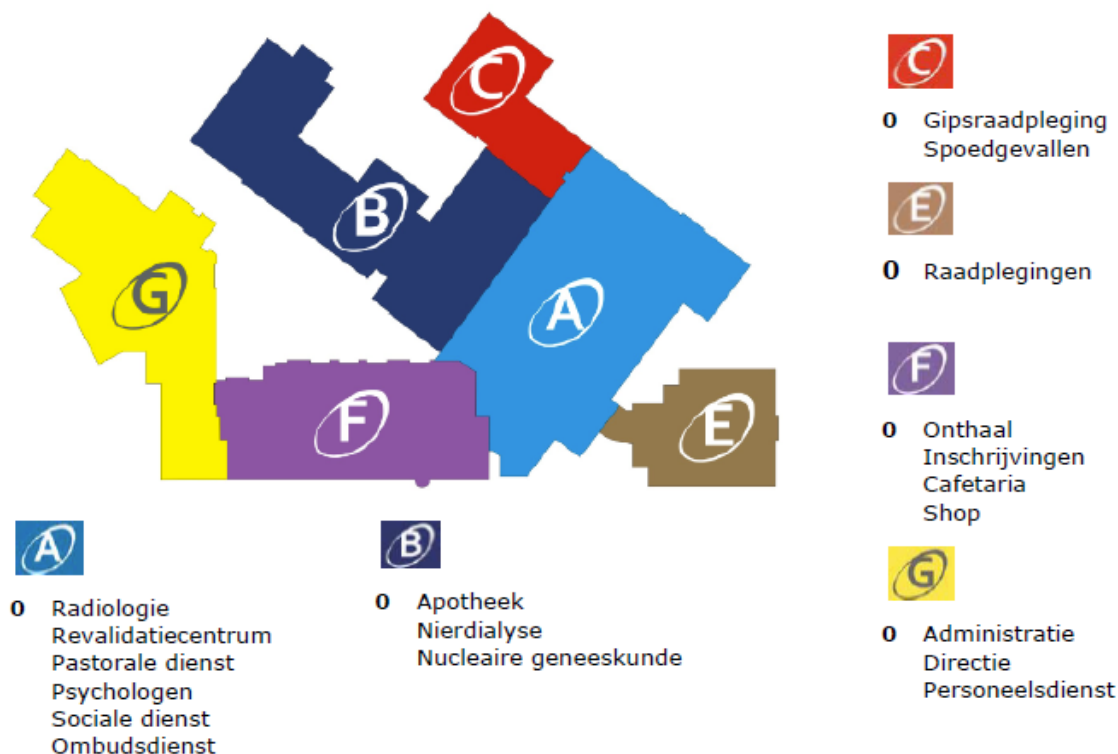 C
B
G
A
F
E
C
0 Gipsraadpleging
Spoedgevallen
E
0 Raadplegingen
F
0 Onthaal
Inschrijvingen
Cafetaria
Shop
G
0 Administratie
Directie
Personeelsdienst
A
0 Radiologie
Revalidatiecentrum
Pastorale dienst
Psychologen
Sociale dienst
Ombudsdienst
B
0 Apotheek
Nierdialyse
Nucleaire geneeskunde